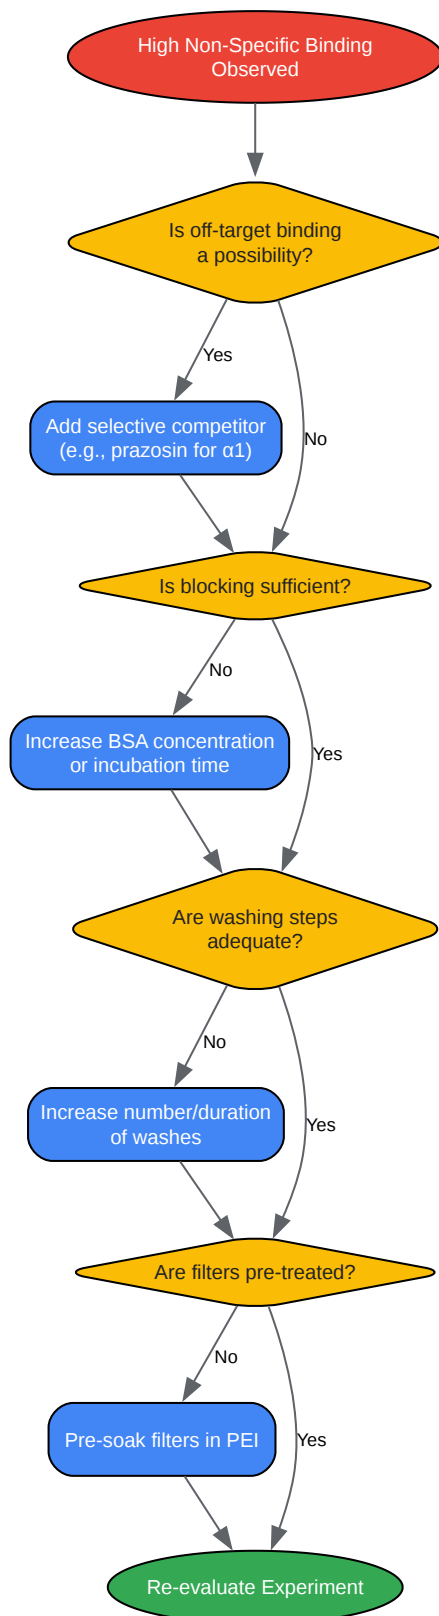 High Non-Specific Binding
Observed
Is off-target binding
a possibility?
Yes
Add selective competitor
(e.g., prazosin for α1)
No
Is blocking sufficient?
No
Increase BSA concentration
or incubation time
Yes
Are washing steps
adequate?
No
Increase number/duration
of washes
Yes
Are filters pre-treated?
No
Pre-soak filters in PEI
Yes
Re-evaluate Experiment